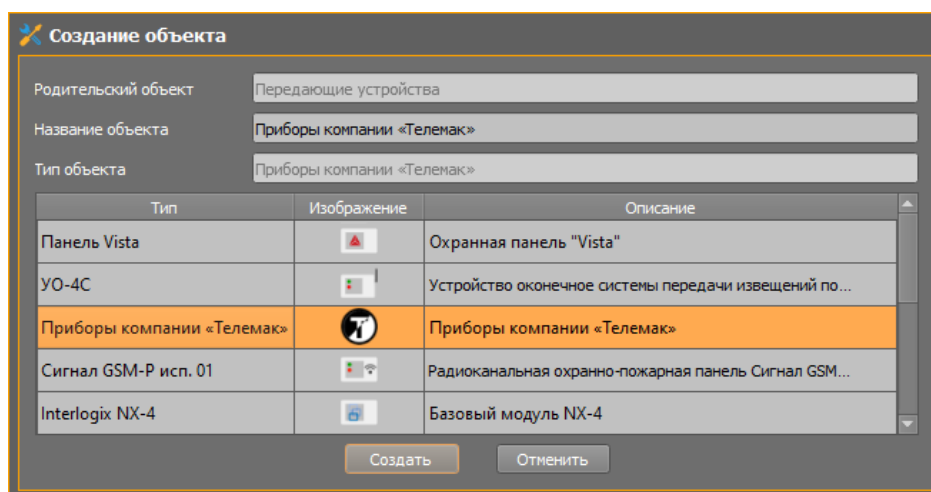 Создание объекта
Родительский объект Передающие устройства
Название объекта Приборы компании «Телемак»
Тип объекта Приборы компании «Телемак»
Тип Изображение Описание
Панель Vista Охранная панель "Vista"
УО-4С Устройство оконечное системы передачи извещений по...
Приборы компании «Телемак» Приборы компании «Телемак»
Сигнал GSM-P исп. 01 Радиоканальная охранно-пожарная панель Сигнал GSM...
Interlogix NX-4 Базовый модуль NX-4
Создать Отменить